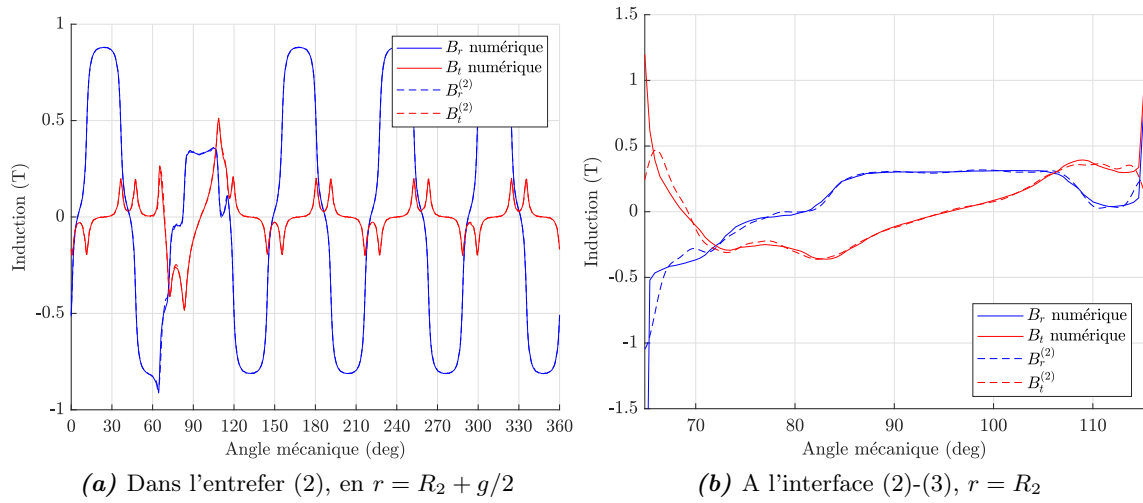 1
0.5
0
-0.5
-1
0 30 60 90 120 150 180 210 240 270 300 330 360
Induction (T)
Angle mécanique (deg)
B_r numérique
B_t numérique
B_r^(2)
B_t^(2)
(a) Dans l'entrefer (2), en r = R_2 + g/2
1.5
1
0.5
0
-0.5
-1
-1.5
70 80 90 100 110
Induction (T)
Angle mécanique (deg)
B_r numérique
B_t numérique
B_r^(2)
B_t^(2)
(b) A l'interface (2)-(3), r = R_2